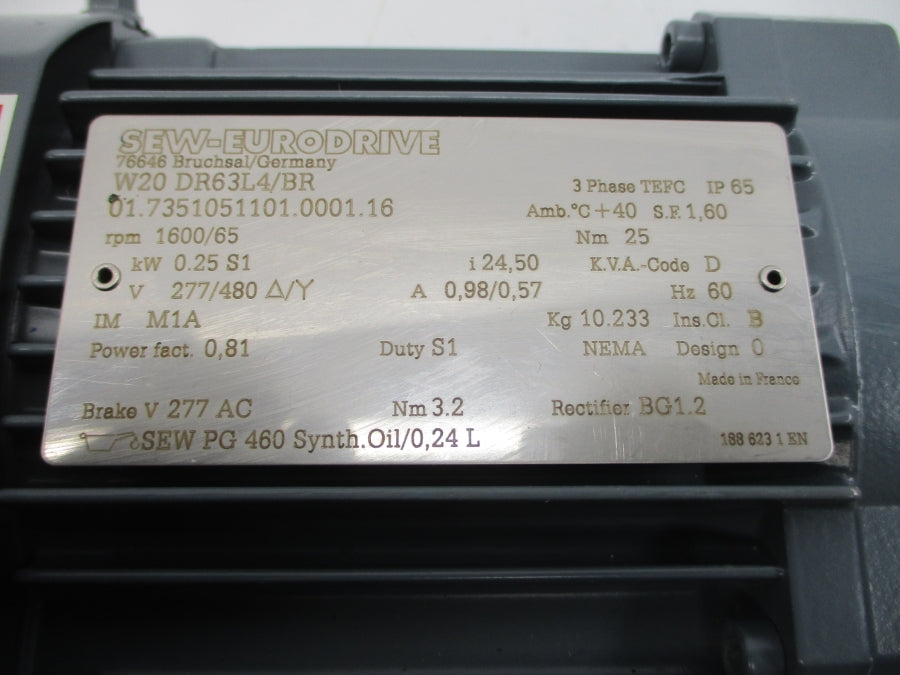 SEW-EURODRIVE
76646 Bruchsal/Germany
W20 DR63L4/BR 3 Phase TEFC IP 65
01.7351051101.0001.16 Amb.°C +40 S.F. 1,60
rpm 1600/65 Nm 25
kW 0.25 S1 i 24,50 K.V.A.-Code D
V 277/480 Δ/Y A 0,98/0,57 Hz 60
IM M1A Kg 10.233 Ins.Cl. B
Power fact. 0,81 Duty S1 NEMA Design 0
Made in France
Brake V 277 AC Nm 3.2 Rectifier BG1.2
SEW PG 460 Synth.Oil/0,24 L 188 623 1 EN